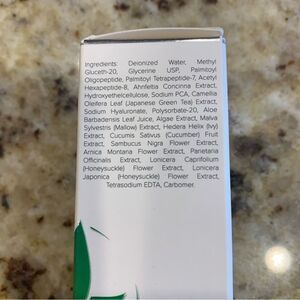 Ingredients: Deionized Water, Methyl
Gluceth-20, Glycerine USP, Palmitoyl
Oligopeptide, Palmitoyl Tetrapeptide-7, Acetyl
Hexapeptide-8, Ahnfeltia Concinna Extract,
Hydroxyethelcellulose, Sodium PCA, Camellia
Oleifera Leaf (Japanese Green Tea) Extract,
Sodium Hyaluronate, Polysorbate-20, Aloe
Barbadensis Leaf Juice, Algae Extract, Malva
Sylvestris (Mallow) Extract, Hedera Helix (Ivy)
Extract, Cucumis Sativus (Cucumber) Fruit
Extract, Sambucus Nigra Flower Extract,
Arnica Montana Flower Extract, Parietaria
Officinalis Extract, Lonicera Caprifolium
(Honeysuckle) Flower Extract, Lonicera
Japonica (Honeysuckle) Flower Extract,
Tetrasodium EDTA, Carbomer.